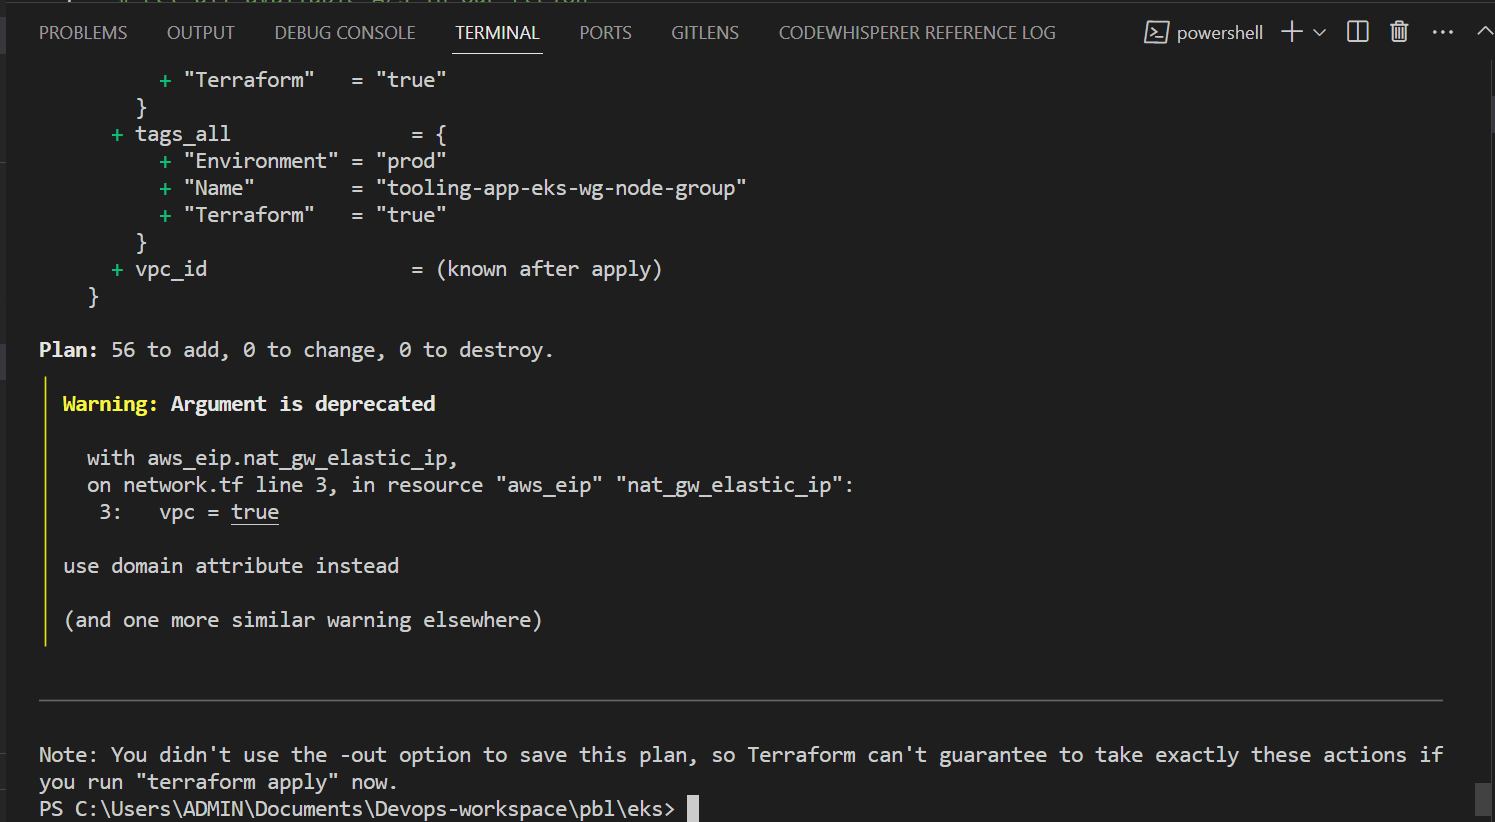 PROBLEMS OUTPUT DEBUG CONSOLE TERMINAL PORTS GITLENS CODEWHISPERER REFERENCE LOG powershell
+ "Terraform"   = "true"
}
+ tags_all               = {
+ "Environment" = "prod"
+ "Name"        = "tooling-app-eks-wg-node-group"
+ "Terraform"   = "true"
}
+ vpc_id                 = (known after apply)
}
Plan: 56 to add, 0 to change, 0 to destroy.
Warning: Argument is deprecated
with aws_eip.nat_gw_elastic_ip,
on network.tf line 3, in resource "aws_eip" "nat_gw_elastic_ip":
3:   vpc = true
use domain attribute instead
(and one more similar warning elsewhere)
Note: You didn't use the -out option to save this plan, so Terraform can't guarantee to take exactly these actions if
you run "terraform apply" now.
PS C:\Users\ADMIN\Documents\Devops-workspace\pbl\eks>